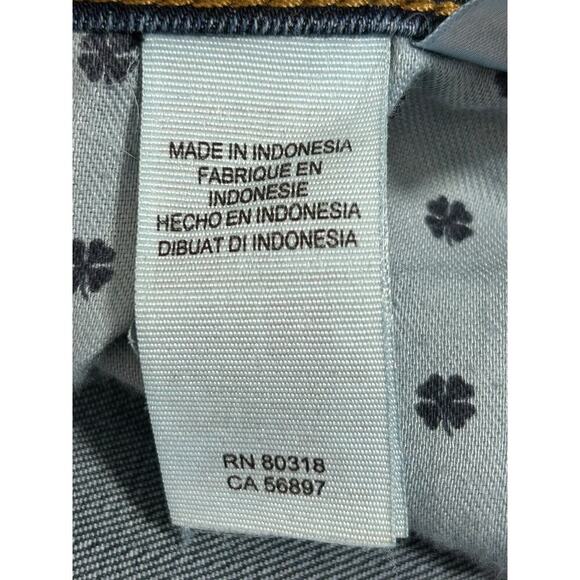 MADE IN INDONESIA
FABRIQUE EN
INDONESIE
HECHO EN INDONESIA
DIBUAT DI INDONESIA
RN 80318
CA 56897